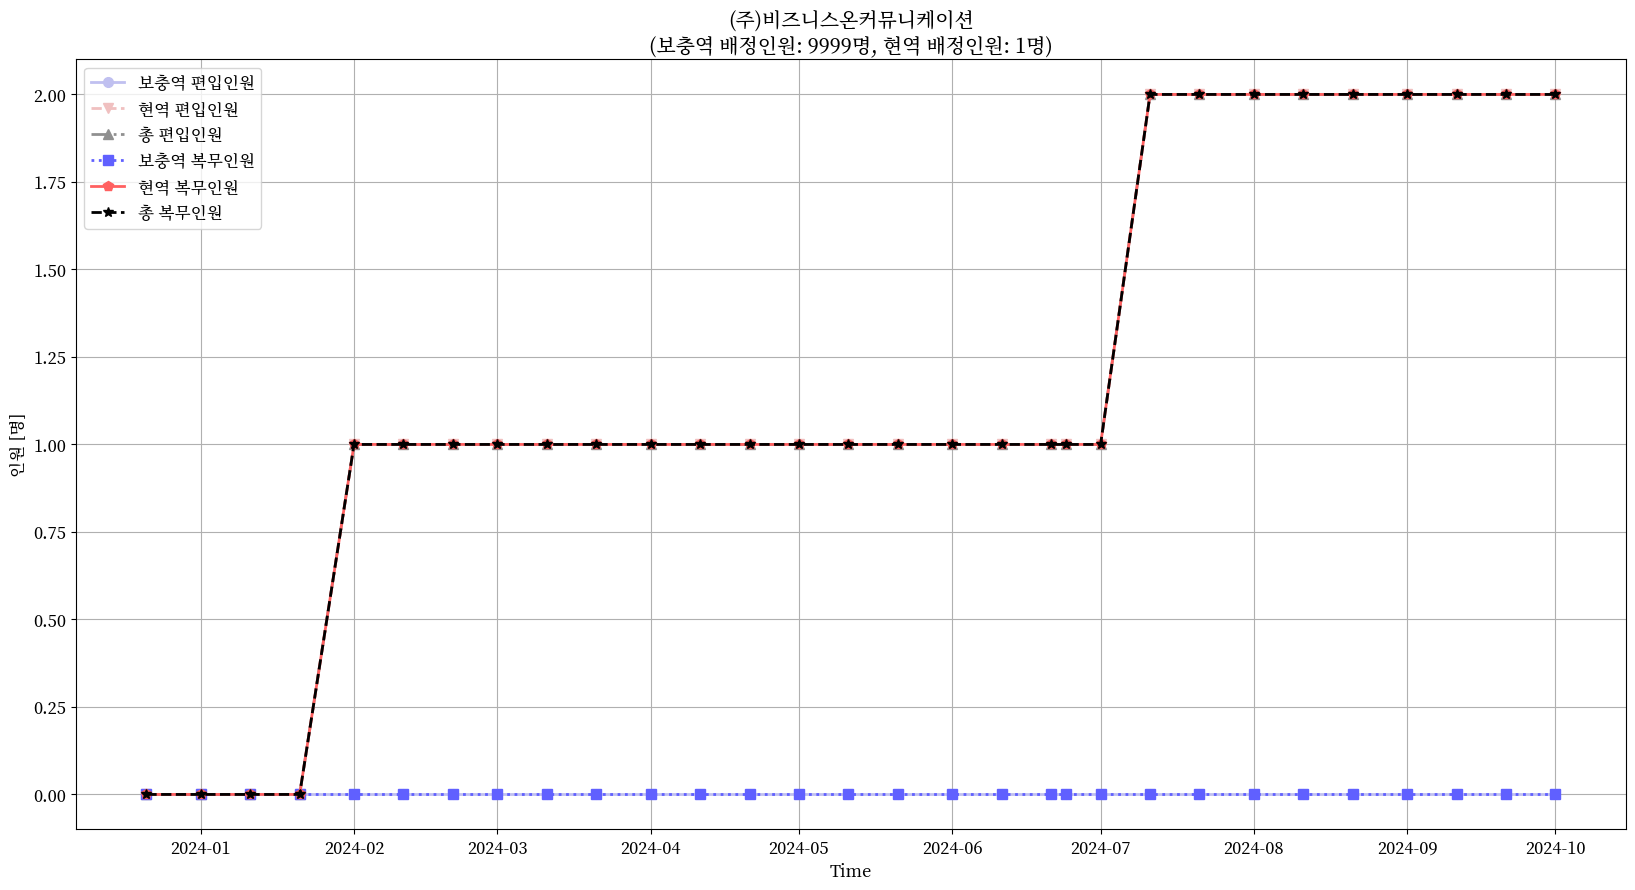 (주)비즈니스온커뮤니케이션
(보충역 배정인원: 9999명, 현역 배정인원: 1명)
보충역 편입인원
현역 편입인원
총 편입인원
보충역 복무인원
현역 복무인원
총 복무인원
2.00
1.75
1.50
1.25
1.00
0.75
0.50
0.25
0.00
인원 [명]
2024-01 2024-02 2024-03 2024-04 2024-05 2024-06 2024-07 2024-08 2024-09 2024-10
Time